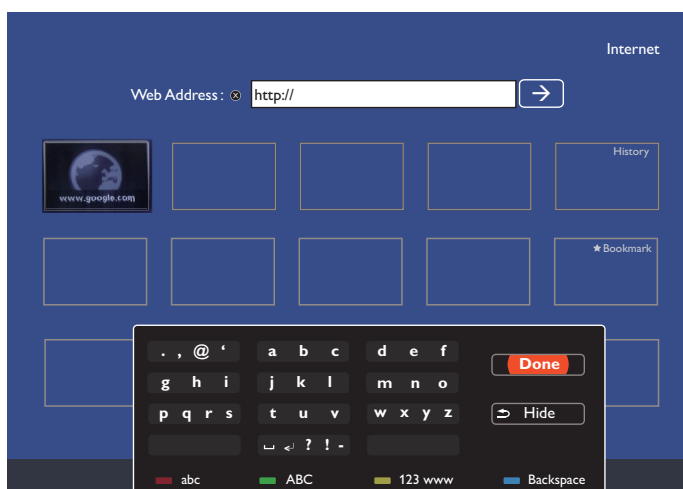 Internet
Web Address : ⓧ http:// →
www.google.com
History
★ Bookmark
. , @ ‘ a b c d e f
Done
g h i j k l m n o
p q r s t u v w x y z
Hide
␣ ↵ ? ! -
abc ABC 123 www Backspace